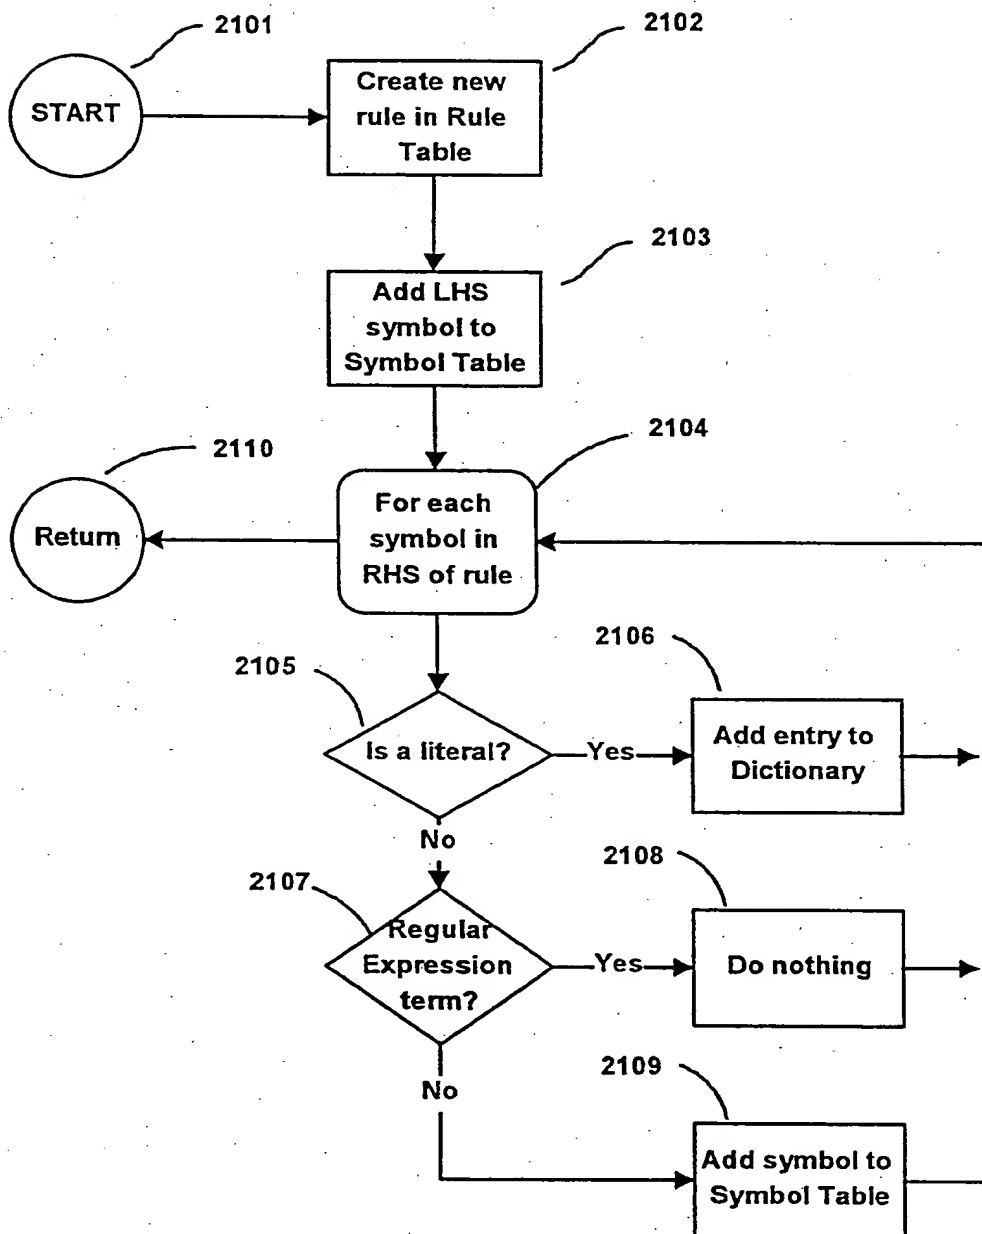 2101
2102
START
Create new
rule in Rule
Table
2103
Add LHS
symbol to
Symbol Table
2104
2110
Return
For each
symbol in
RHS of rule
2105
2106
Is a literal?
Yes
Add entry to
Dictionary
No
2107
2108
Regular
Expression
term?
Yes
Do nothing
No
2109
Add symbol to
Symbol Table